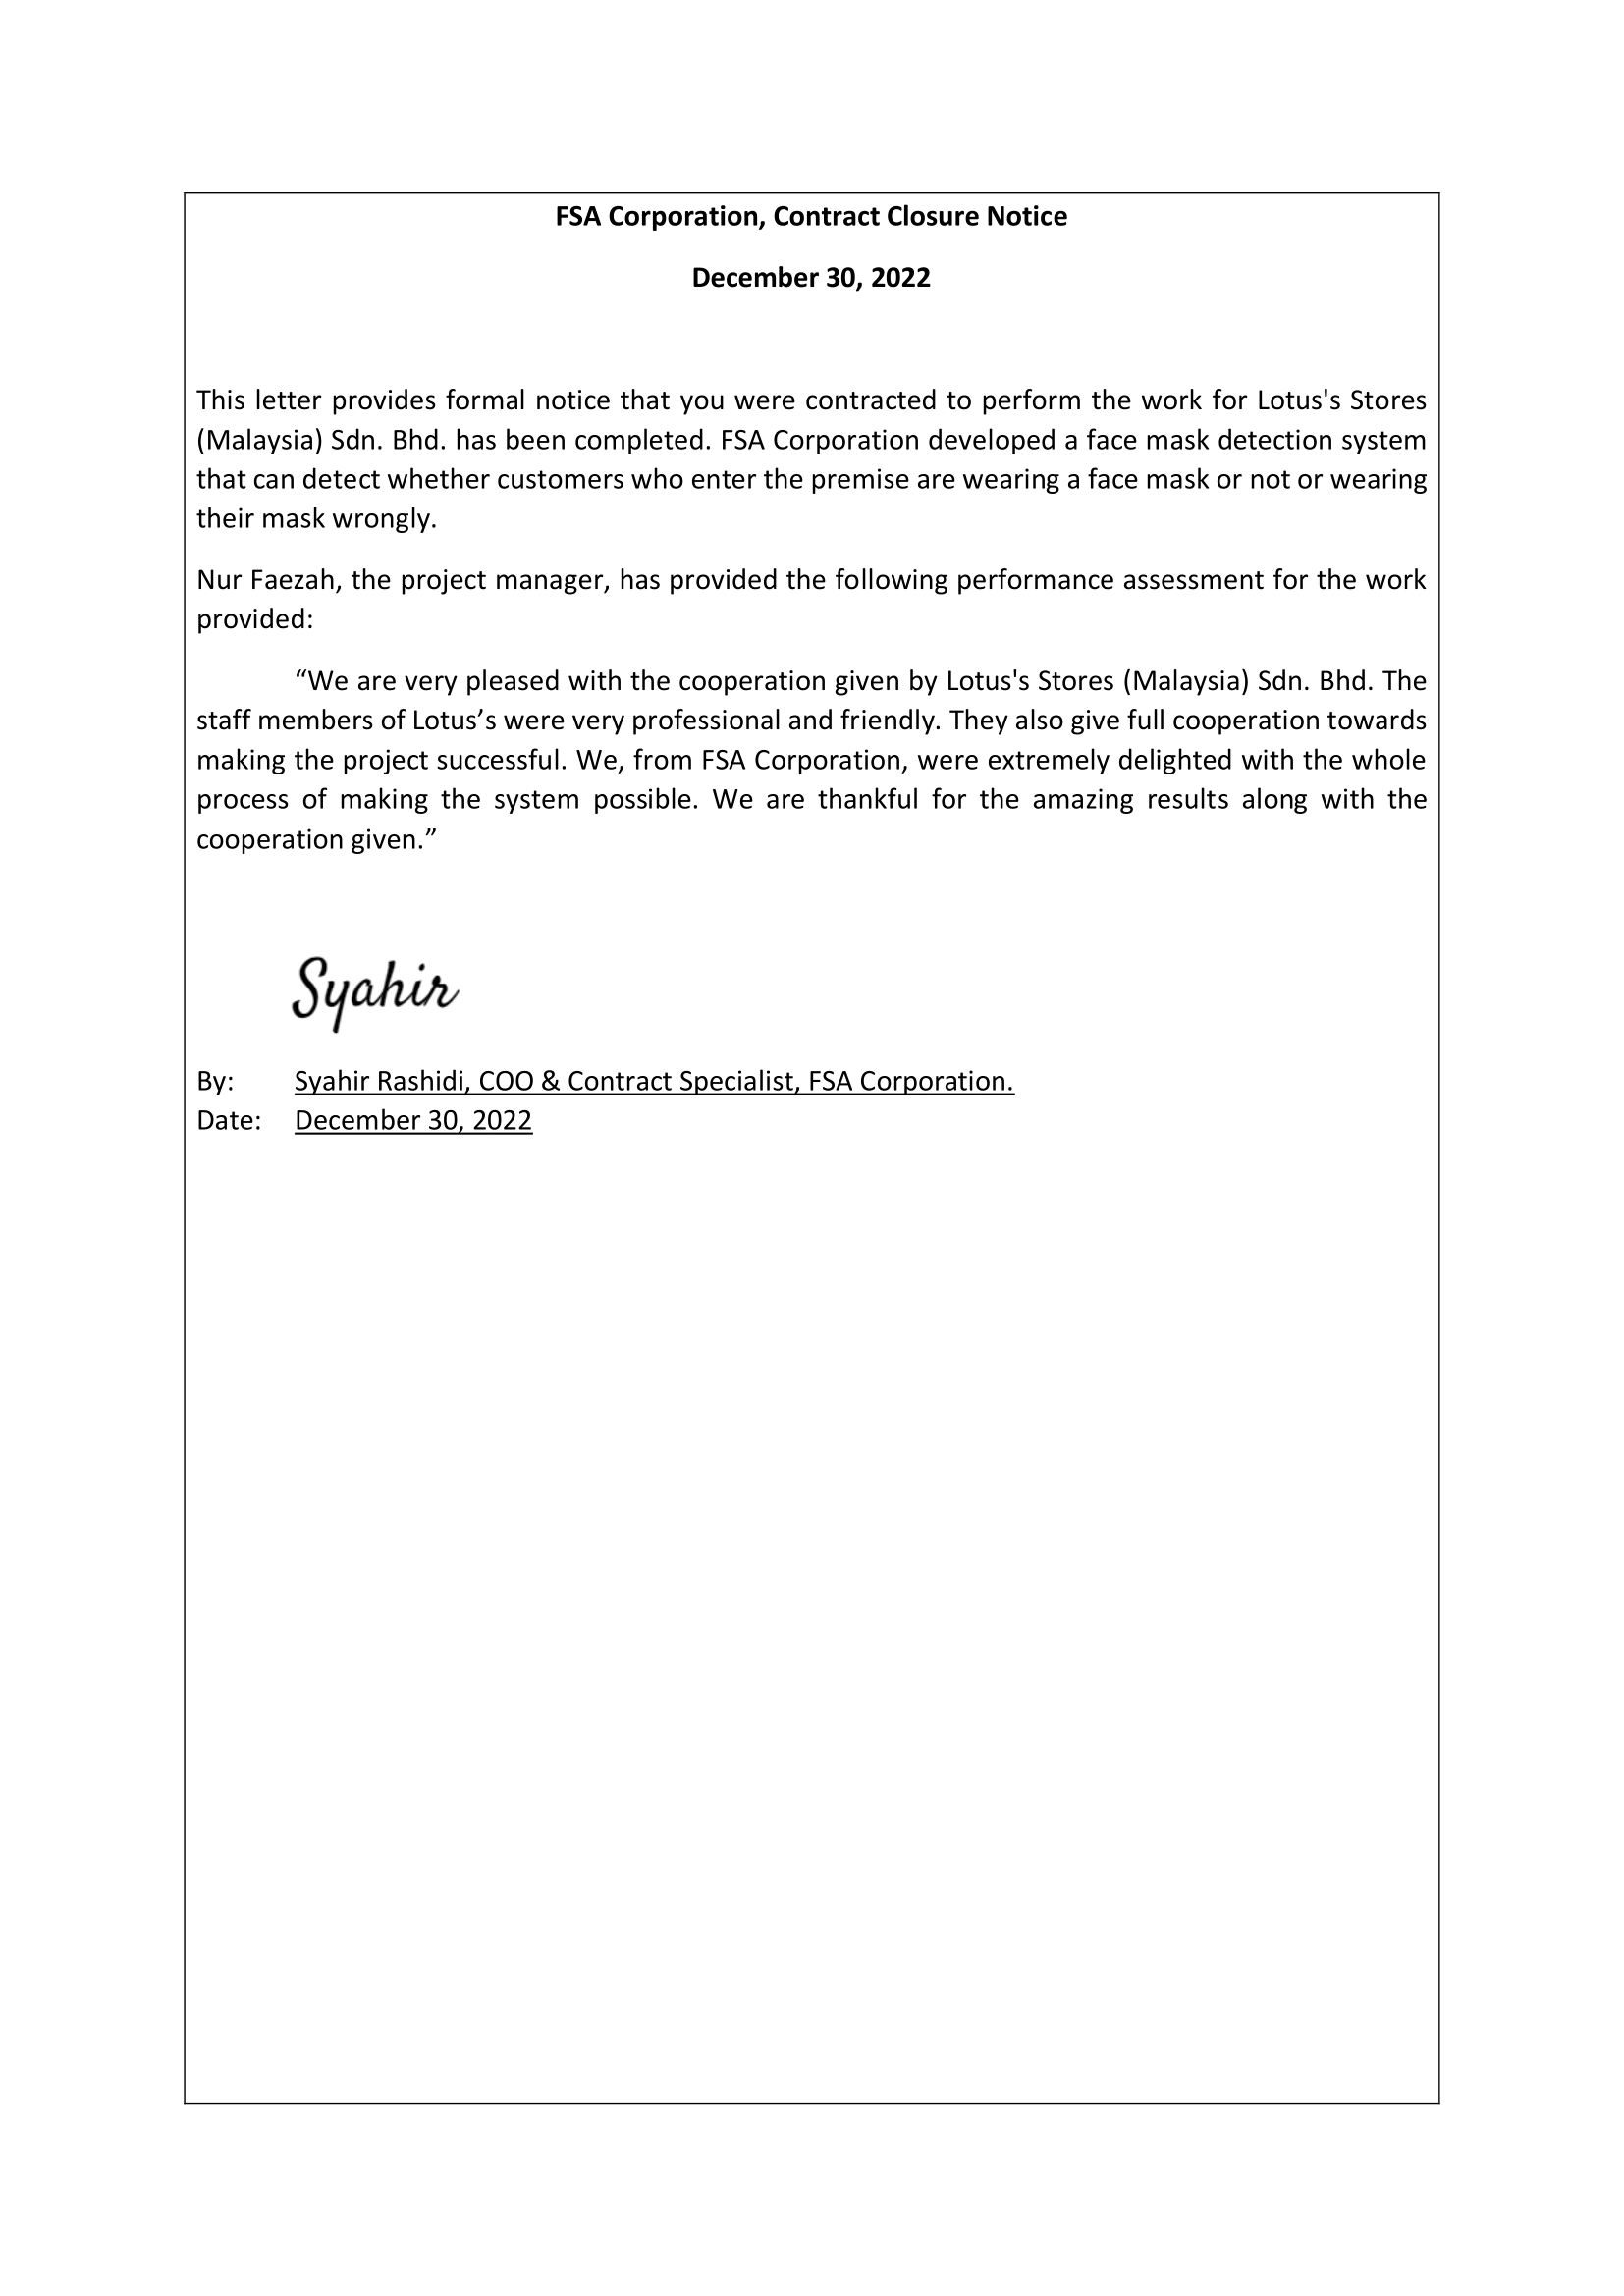 FSA Corporation, Contract Closure Notice
December 30, 2022
This letter provides formal notice that you were contracted to perform the work for Lotus's Stores
(Malaysia) Sdn. Bhd. has been completed. FSA Corporation developed a face mask detection system
that can detect whether customers who enter the premise are wearing a face mask or not or wearing
their mask wrongly.
Nur Faezah, the project manager, has provided the following performance assessment for the work
provided:
“We are very pleased with the cooperation given by Lotus's Stores (Malaysia) Sdn. Bhd. The
staff members of Lotus’s were very professional and friendly. They also give full cooperation towards
making the project successful. We, from FSA Corporation, were extremely delighted with the whole
process of making the system possible. We are thankful for the amazing results along with the
cooperation given.”
Syahir
By: Syahir Rashidi, COO & Contract Specialist, FSA Corporation.
Date: December 30, 2022